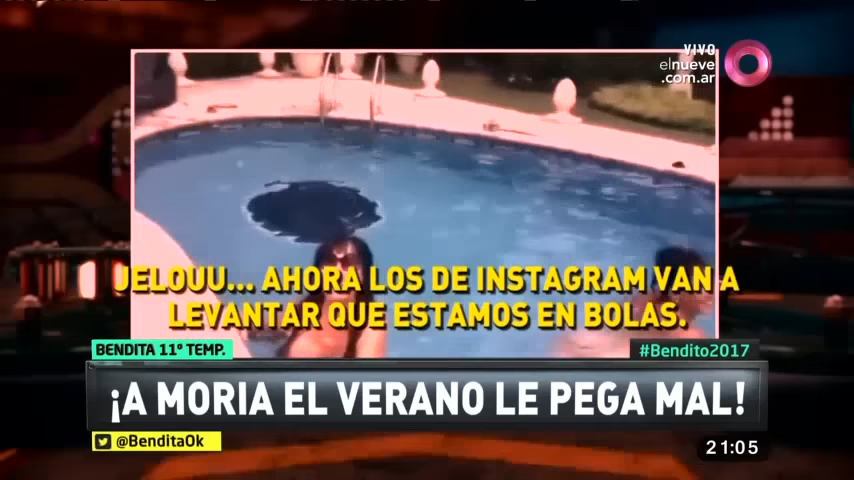 VIVO
elnueve
.com.ar
JELOUU... AHORA LOS DE INSTAGRAM VAN A
LEVANTAR QUE ESTAMOS EN BOLAS.
BENDITA 11° TEMP.
#Bendito2017
¡A MORIA EL VERANO LE PEGA MAL!
@BenditaOk
21:05